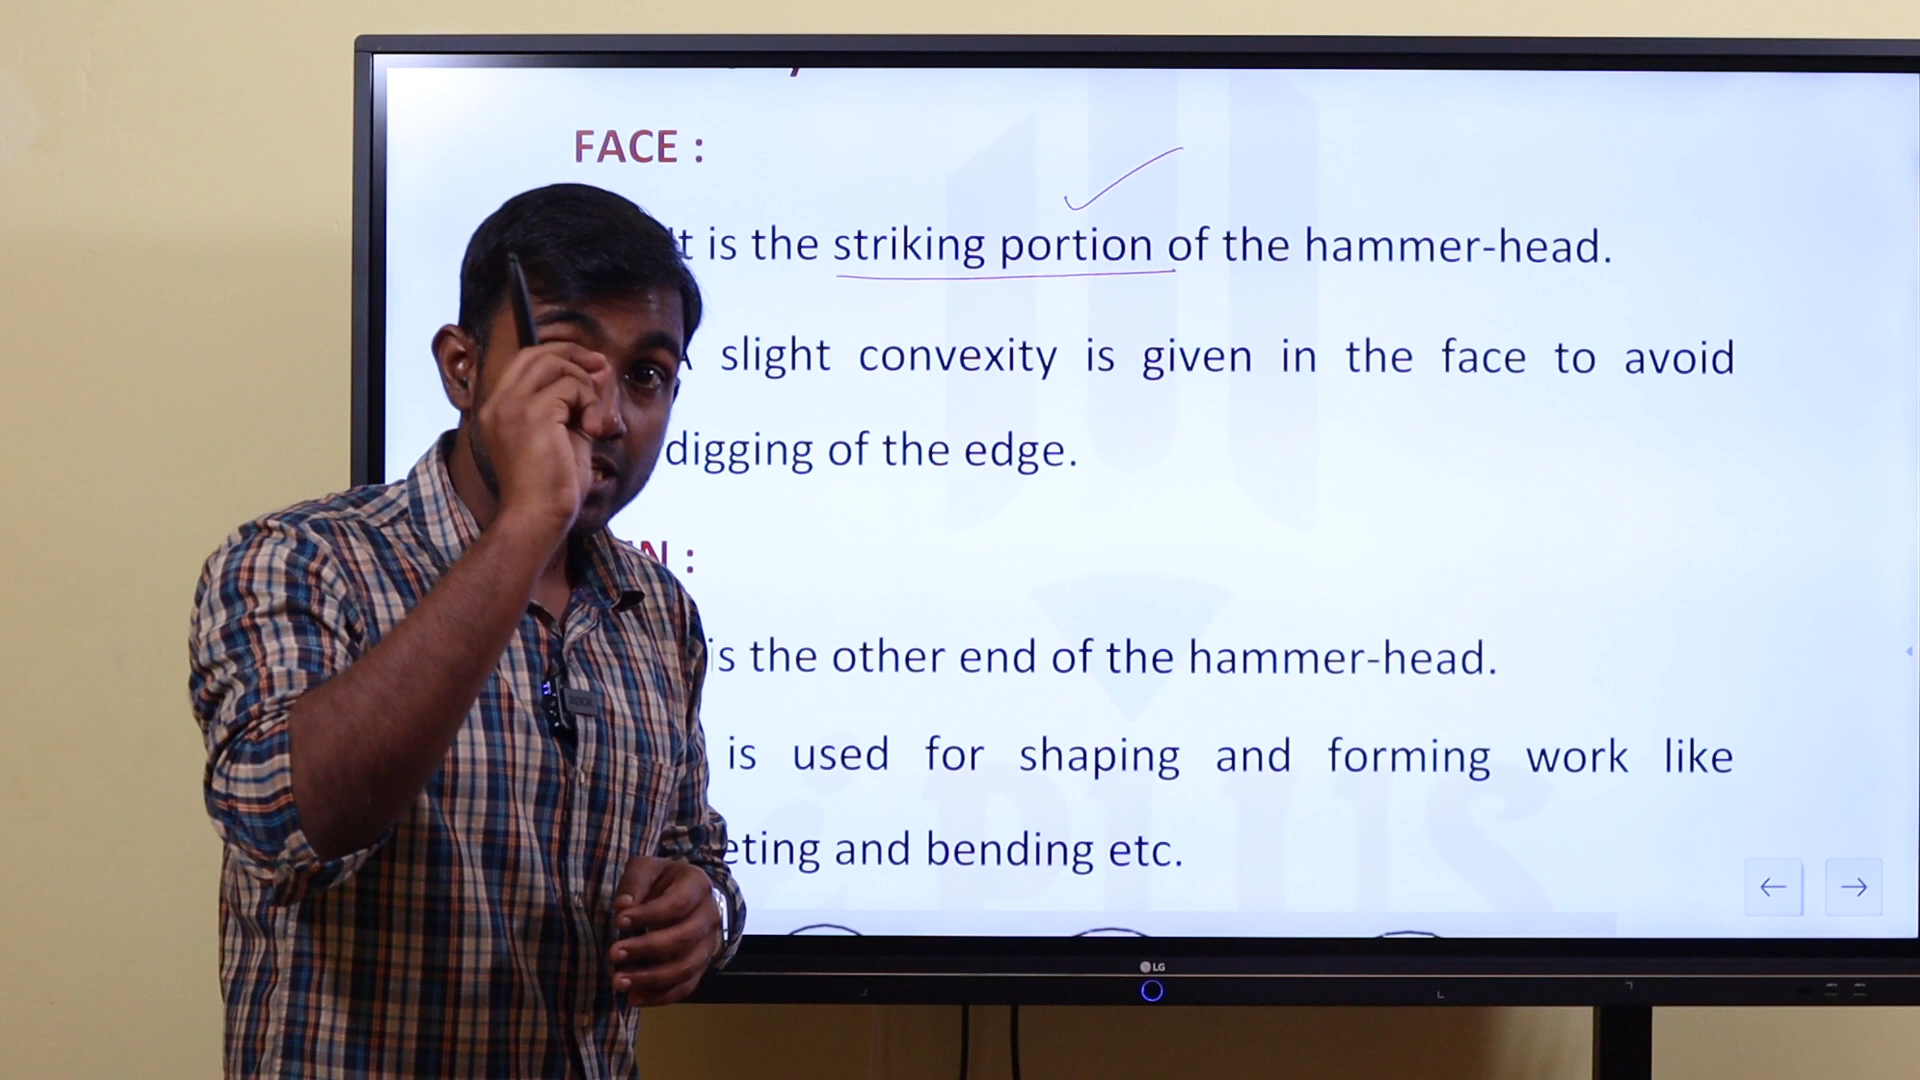 FACE :
is the striking portion of the hammer-head.
slight convexity is given in the face to avoid
digging of the edge.
is the other end of the hammer-head.
is used for shaping and forming work like
and bending etc.
PLUS
LG